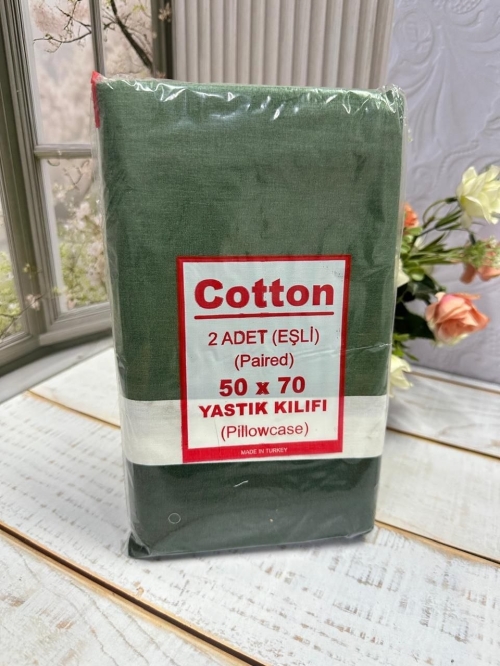 Cotton
2 ADET (EŞLİ)
(Paired)
50 x 70
YASTIK KILIFI
(Pillowcase)
MADE IN TURKEY